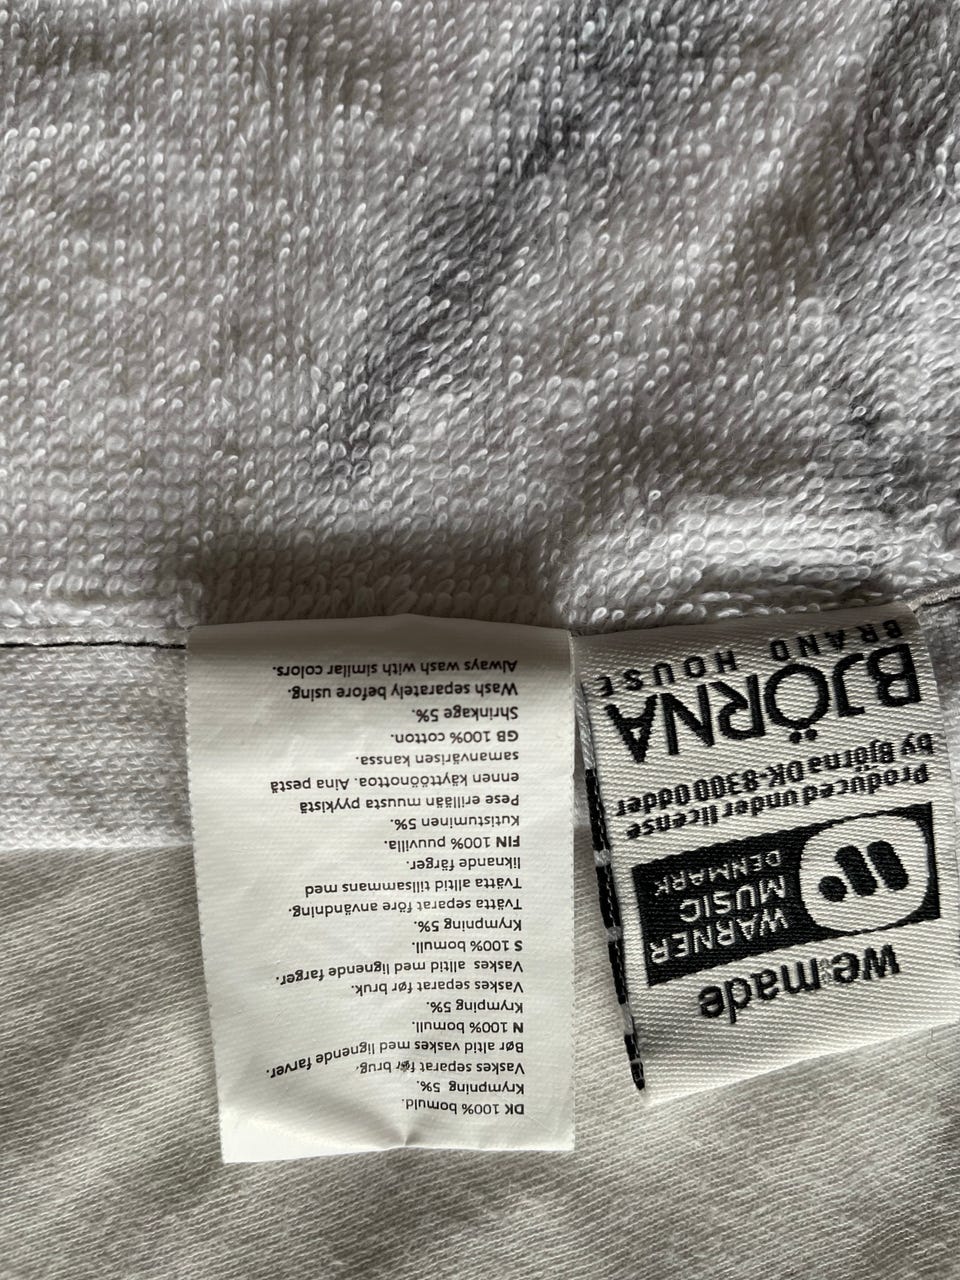 DK 100% bomuld.
Krympning 5%.
Vaskes separat før brug.
Bør altid vaskes med lignende farver.
N 100% bomull.
Krymping 5%.
Vaskes separat før bruk.
Vaskes alltid med lignende farger.
S 100% bomull.
Krympning 5%.
Tvätta separat före användning.
Tvätta alltid tillsammans med
liknande färger.
FIN 100% puuvilla.
Kutistuminen 5%.
Pese erillään muusta pyykistä
ennen käyttöönottoa. Aina pestä
samanvärisen kanssa.
GB 100% cotton.
Shrinkage 5%.
Wash separately before using.
Always wash with similar colors.
we made
WARNER
MUSIC
DENMARK
Produced under license
by Bjørna DK-8300 Odder
BJÖRNA
BRAND HOUSE